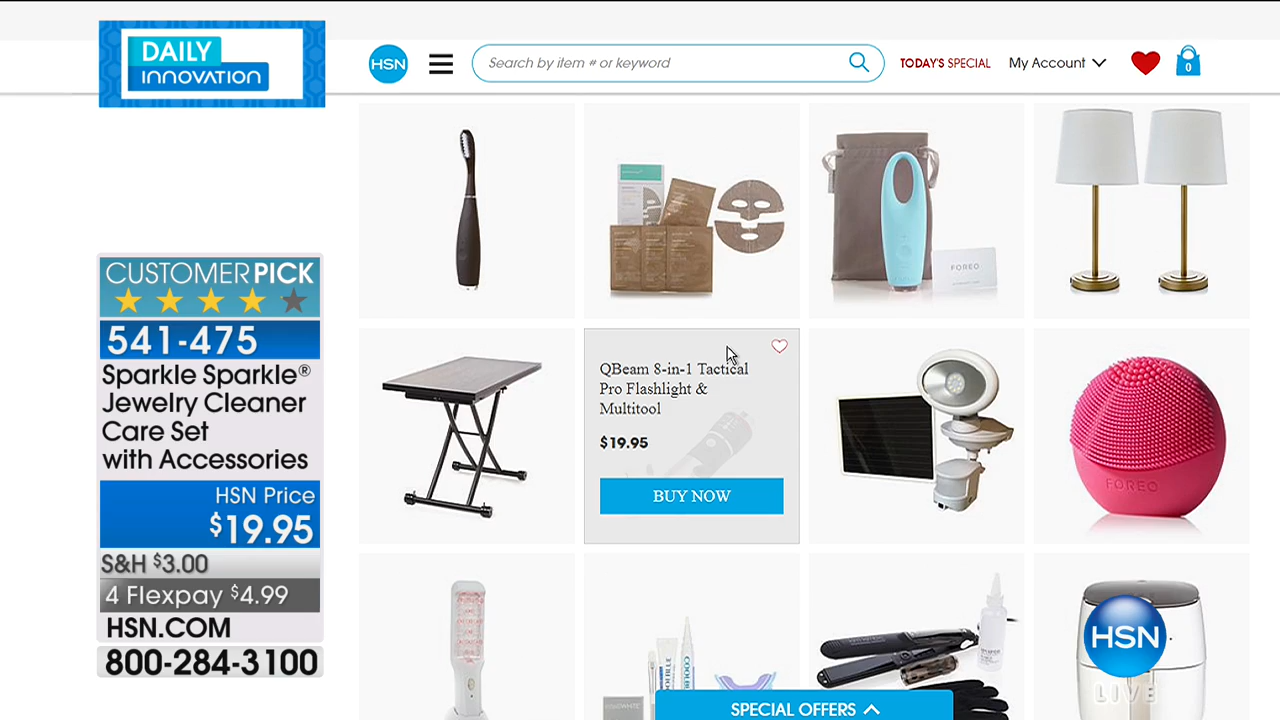 DAILY
INNOVATION
HSN
Search by item # or keyword
TODAY'S SPECIAL
My Account
0
FOREO
CUSTOMER PICK
541-475
Sparkle Sparkle®
Jewelry Cleaner
Care Set
with Accessories
HSN Price
$19.95
S&H $3.00
4 Flexpay $4.99
HSN.COM
800-284-3100
QBeam 8-in-1 Tactical
Pro Flashlight &
Multitool
$19.95
BUY NOW
FOREO
HSN
LIVE
SPECIAL OFFERS